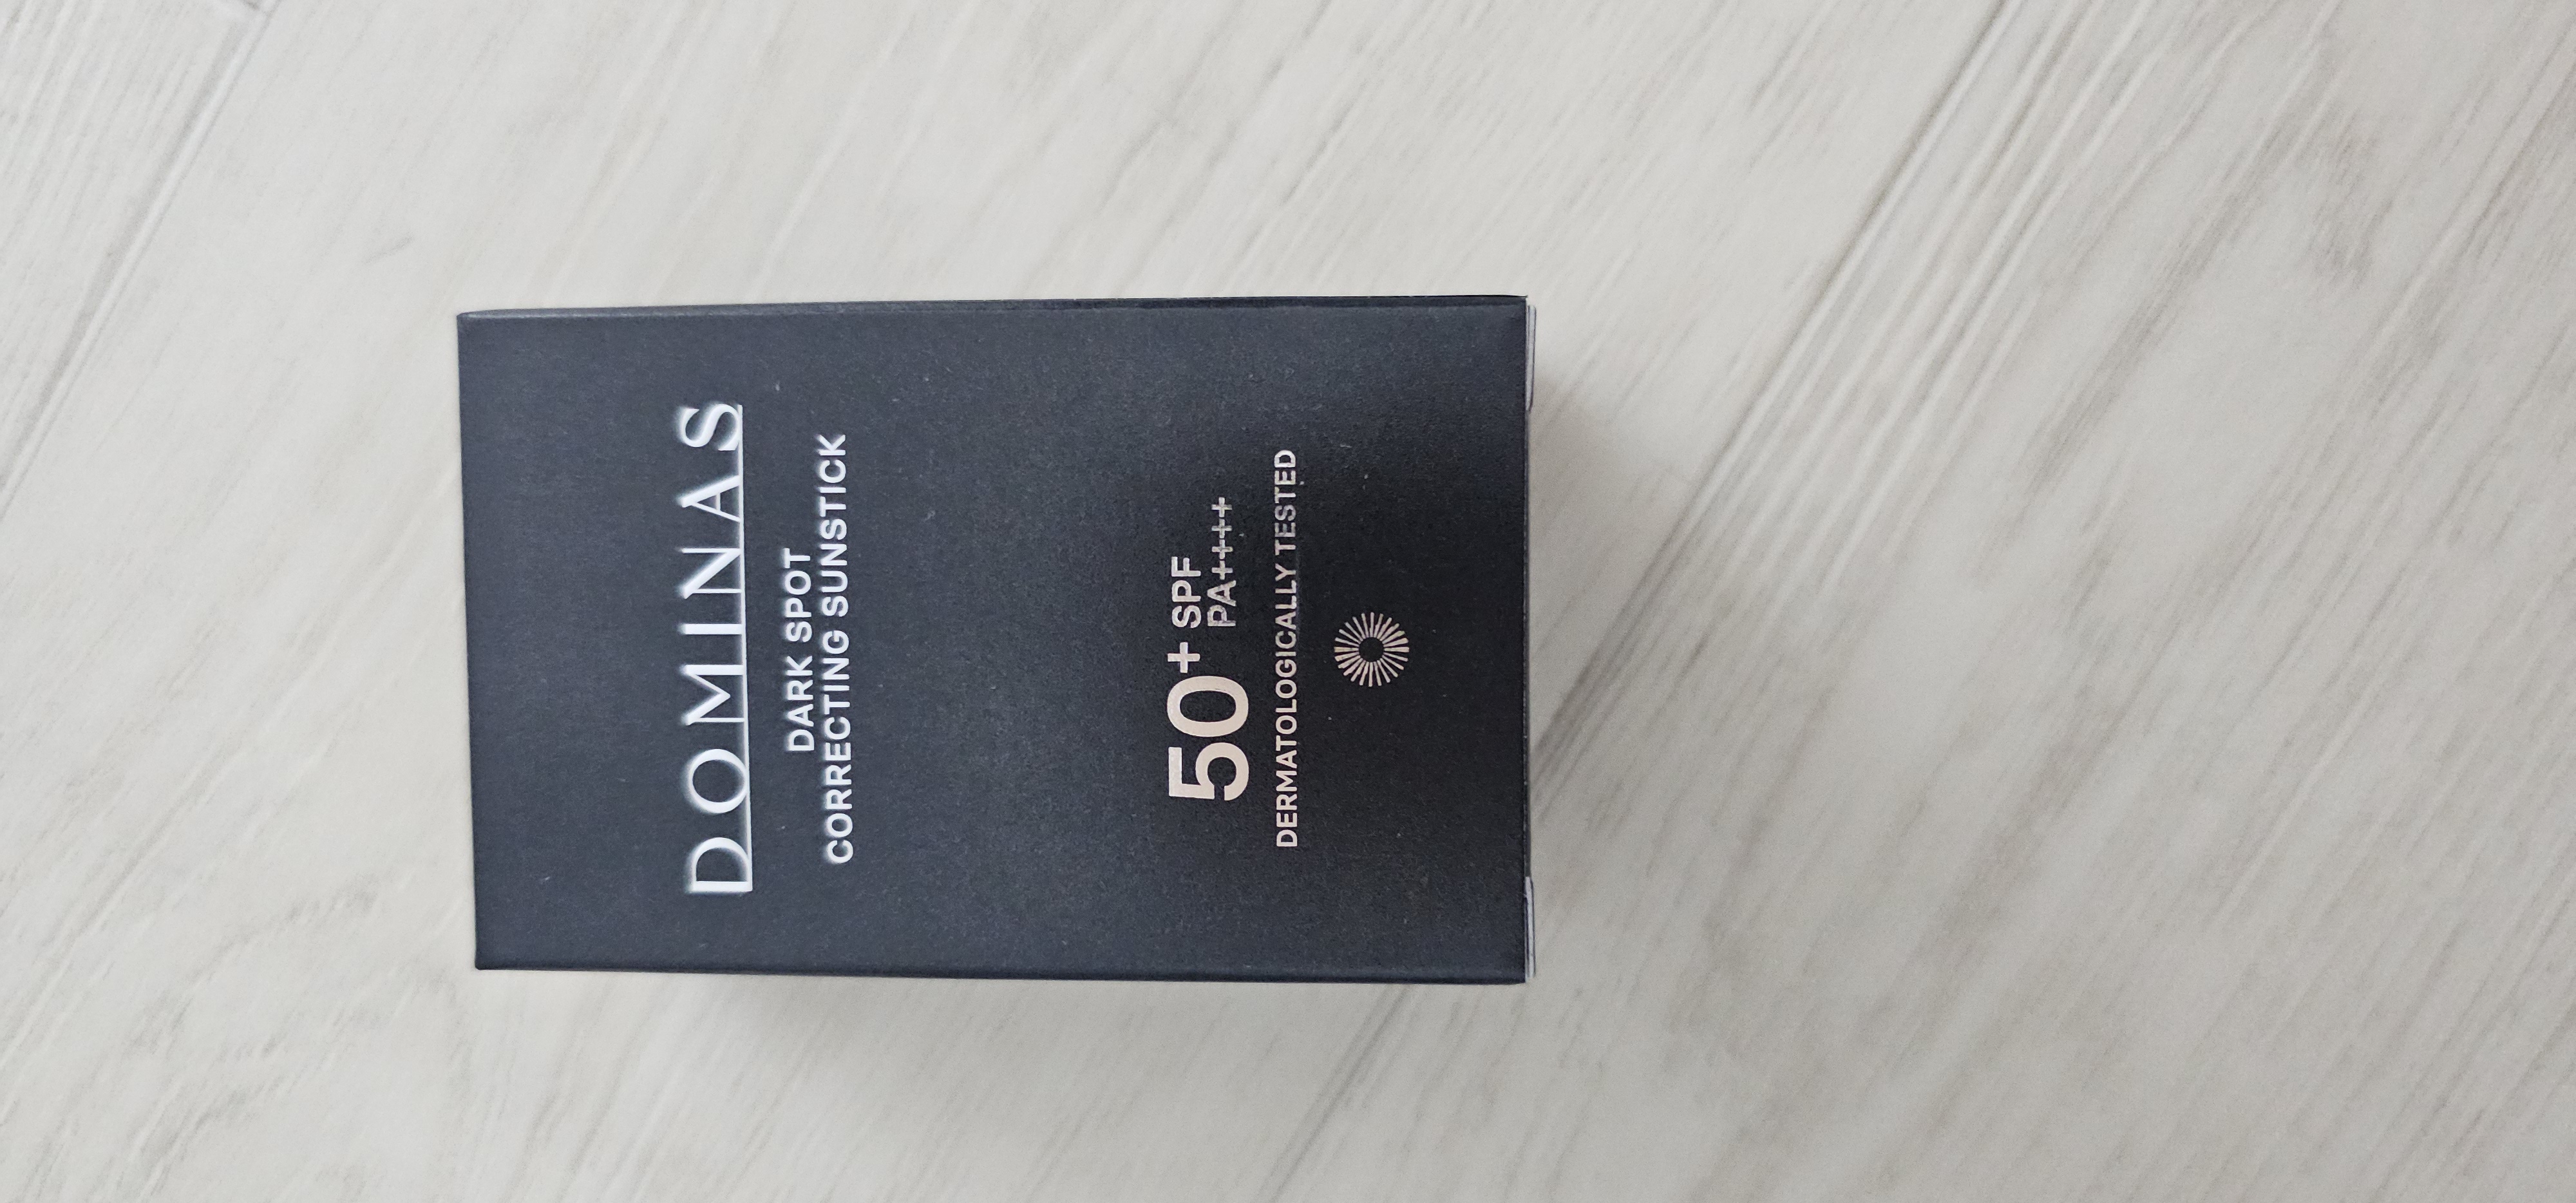 DOMINAS
DARK SPOT
CORRECTING SUNSTICK
50+ SPF
PA++++
DERMATOLOGICALLY TESTED